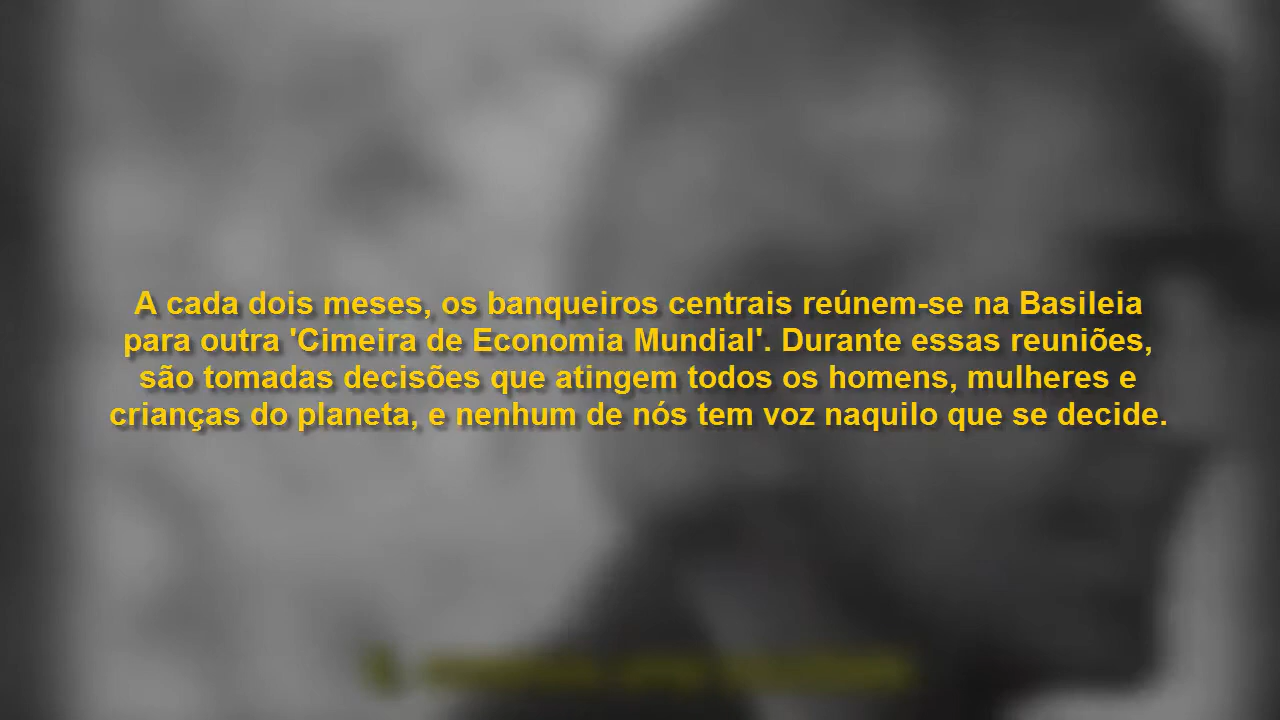 A cada dois meses, os banqueiros centrais reúnem-se na Basileia
para outra 'Cimeira de Economia Mundial'. Durante essas reuniões,
são tomadas decisões que atingem todos os homens, mulheres e
crianças do planeta, e nenhum de nós tem voz naquilo que se decide.